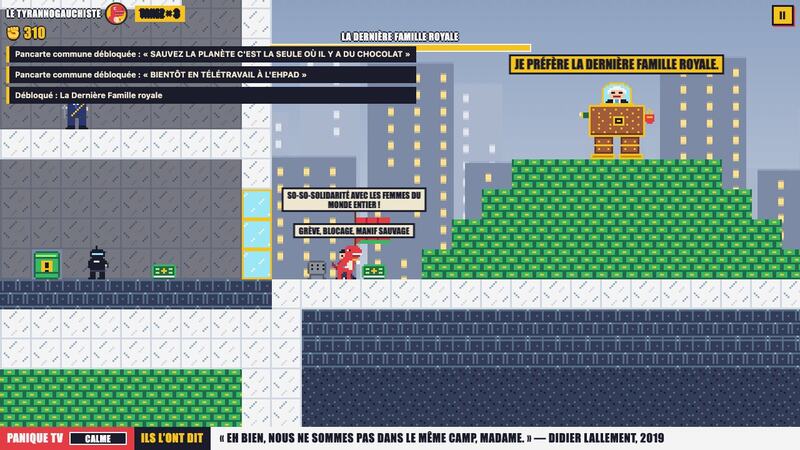 LE TYRANNOGAUCHISTE
310
Pancarte commune débloquée : « SAUVEZ LA PLANÈTE C'EST LA SEULE OÙ IL Y A DU CHOCOLAT »
Pancarte commune débloquée : « BIENTÔT EN TÉLÉTRAVAIL À L'EHPAD »
Débloqué : La Dernière Famille royale
LA DERNIÈRE FAMILLE ROYALE
JE PRÉFÈRE LA DERNIÈRE FAMILLE ROYALE.
SO-SO-SOLIDARITÉ AVEC LES FEMMES DU
MONDE ENTIER !
GRÈVE, BLOCAGE, MANIF SAUVAGE
PANIQUE TV
CALME
ILS L'ONT DIT
« EH BIEN, NOUS NE SOMMES PAS DANS LE MÊME CAMP, MADAME. » — DIDIER LALLEMENT, 2019